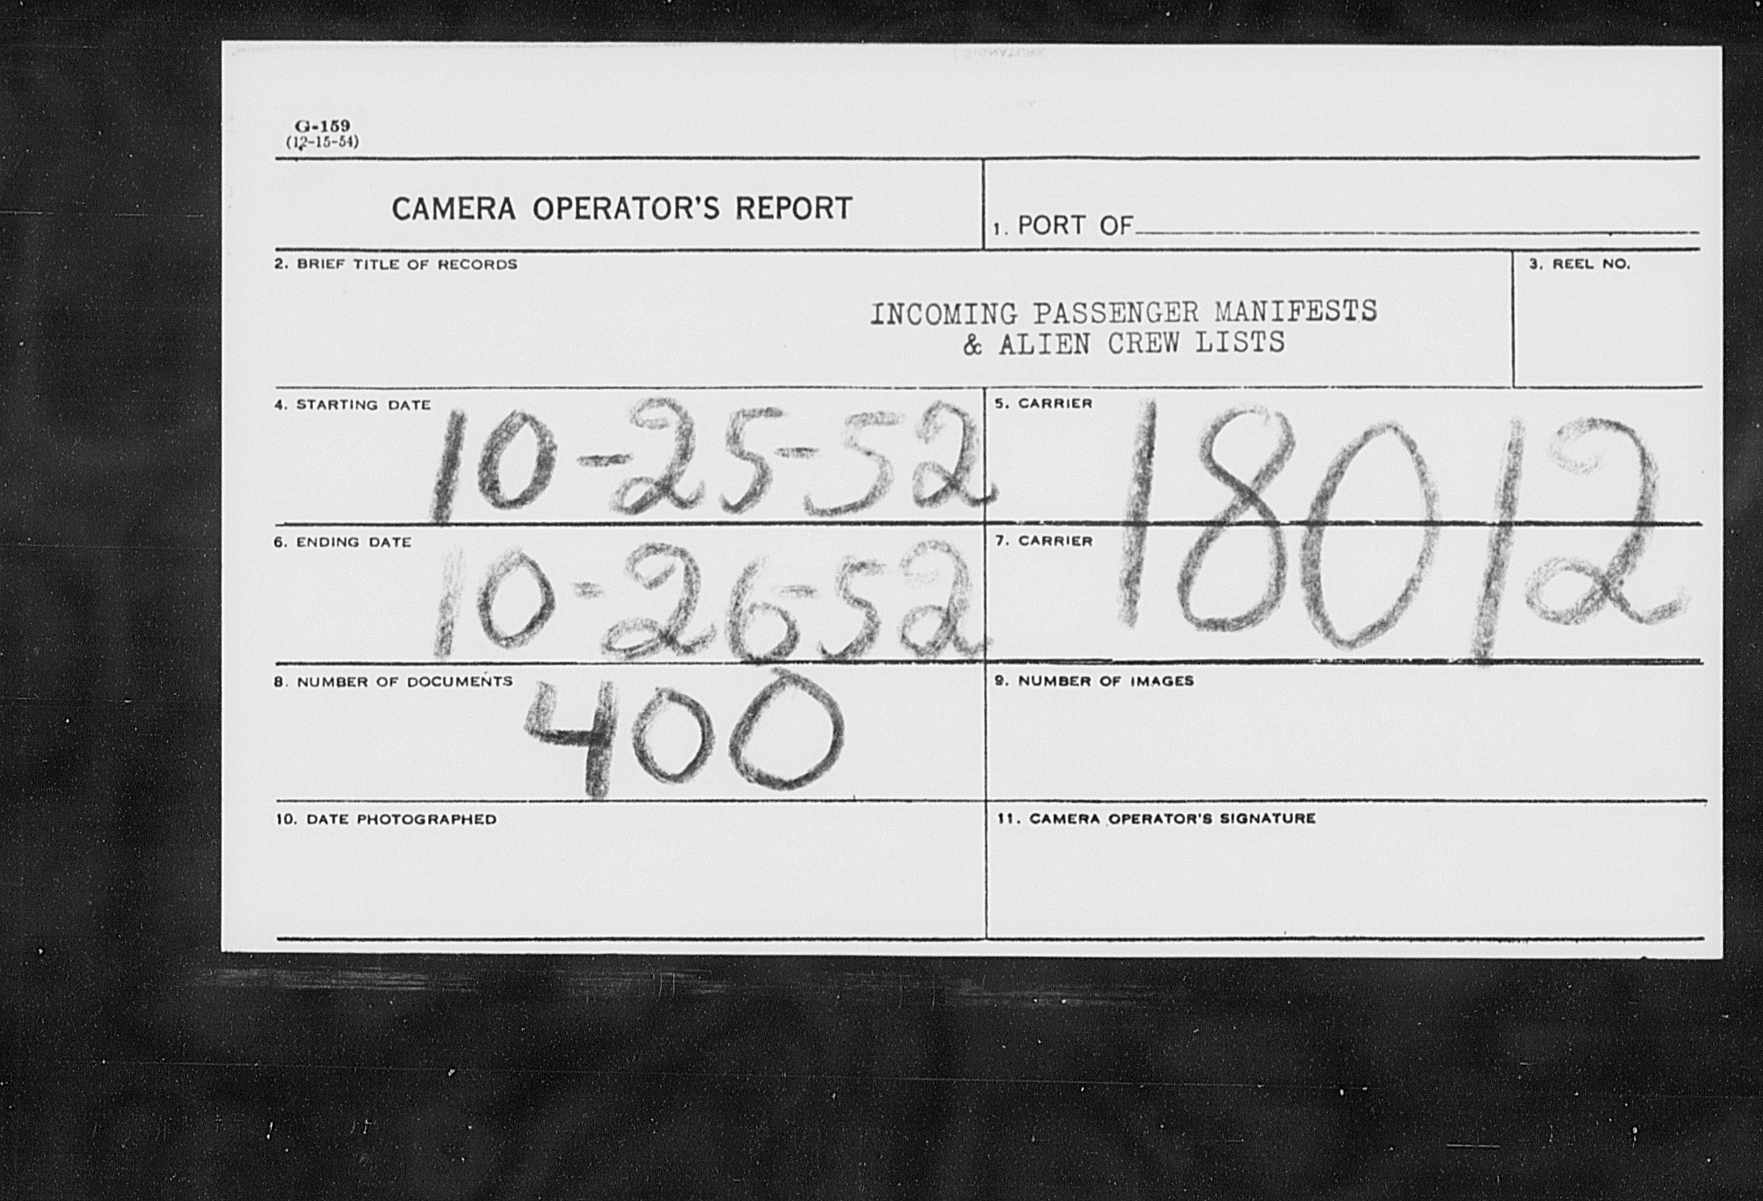 G-159
(12-15-54)
CAMERA OPERATOR'S REPORT
1. PORT OF
2. BRIEF TITLE OF RECORDS
3. REEL NO.
INCOMING PASSENGER MANIFESTS
& ALIEN CREW LISTS
4. STARTING DATE
10-25-52
5. CARRIER
18012
6. ENDING DATE
10-26-52
7. CARRIER
8. NUMBER OF DOCUMENTS
400
9. NUMBER OF IMAGES
10. DATE PHOTOGRAPHED
11. CAMERA OPERATOR'S SIGNATURE